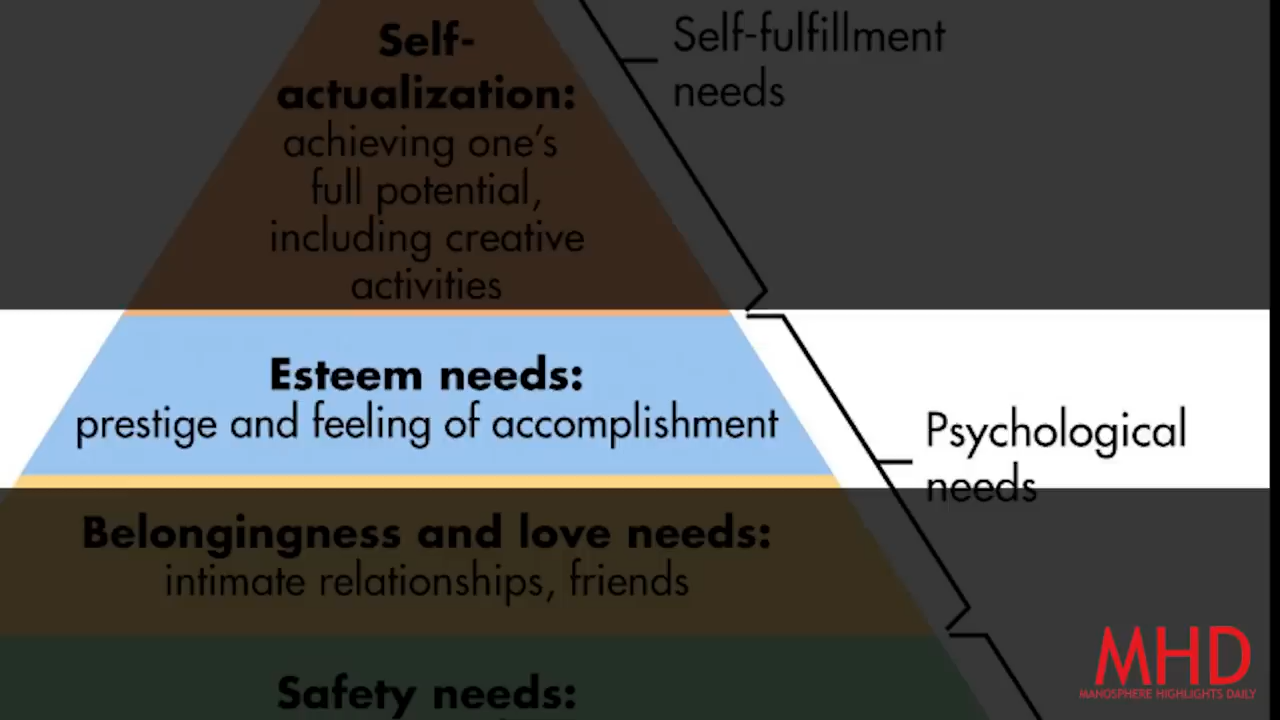 Self-
actualization:
achieving one's
full potential,
including creative
activities
Self-fulfillment
needs
Esteem needs:
prestige and feeling of accomplishment
Psychological
needs
Belongingness and love needs:
intimate relationships, friends
Safety needs:
MHD
MANOSPHERE HIGHLIGHTS DAILY